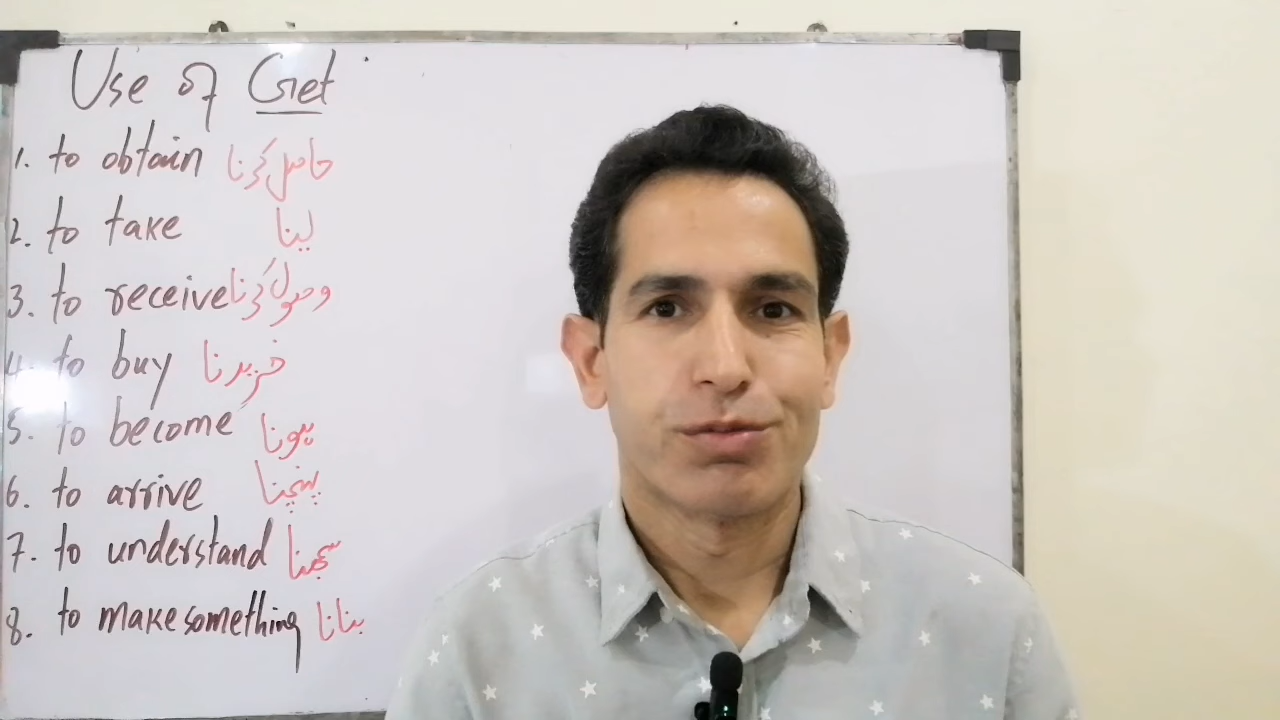 Use of Get
1. to obtain حاصل کرنا
2. to take لینا
3. to receive وصول کرنا
4. to buy خریدنا
5. to become ہونا
6. to arrive پہنچنا
7. to understand سمجھنا
8. to make something بنانا